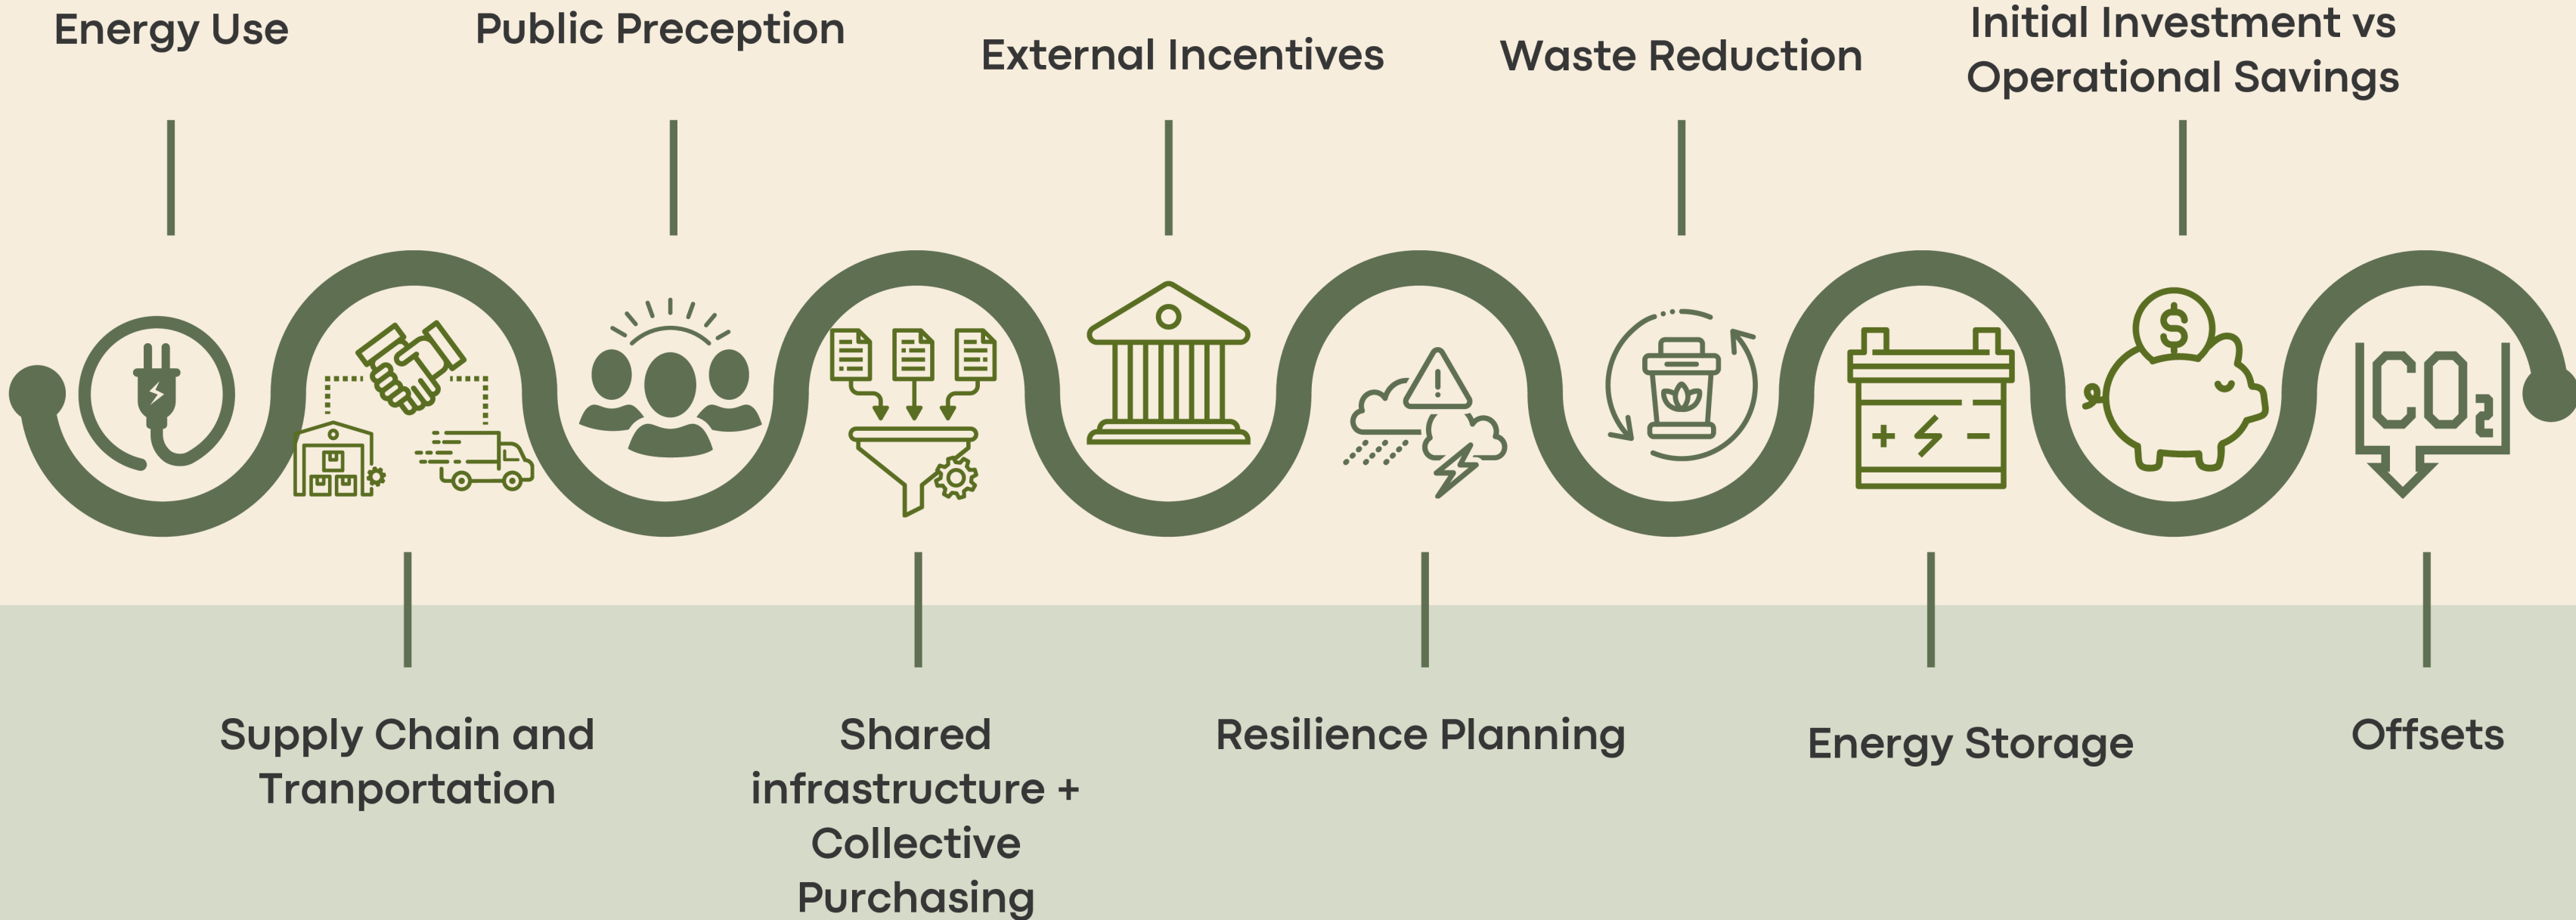 Energy Use
Public Preception
External Incentives
Waste Reduction
Initial Investment vs
Operational Savings
$
CO₂
+ -
Supply Chain and
Tranportation
Shared
infrastructure +
Collective
Purchasing
Resilience Planning
Energy Storage
Offsets